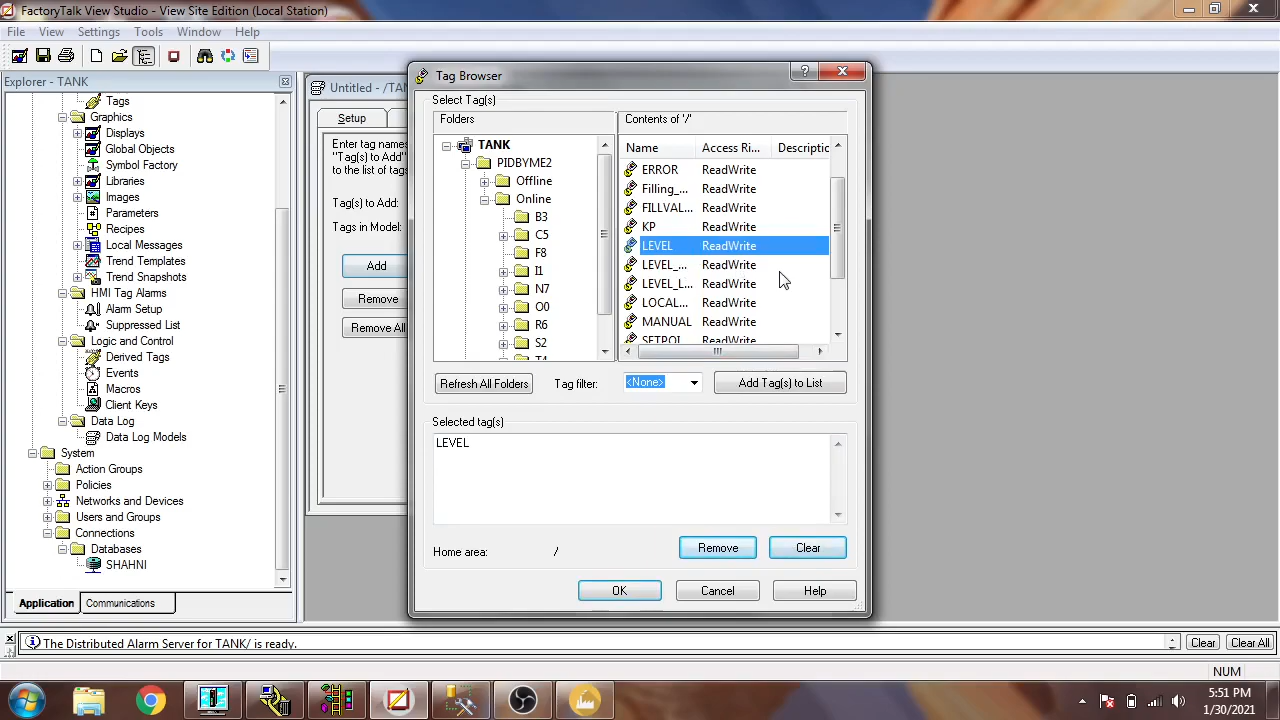 FactoryTalk View Studio - View Site Edition (Local Station)
File View Settings Tools Window Help
Explorer - TANK
Tags
Graphics
Displays
Global Objects
Symbol Factory
Libraries
Images
Parameters
Recipes
Local Messages
Trend Templates
Trend Snapshots
HMI Tag Alarms
Alarm Setup
Suppressed List
Logic and Control
Derived Tags
Events
Macros
Client Keys
Data Log
Data Log Models
System
Action Groups
Policies
Networks and Devices
Users and Groups
Connections
Databases
SHAHNI
Application Communications
Untitled - /TAN
Setup
Enter tag names
"Tag(s) to Add"
to the list of tags
Tag(s) to Add:
Tags in Model:
Add
Remove
Remove All
Tag Browser
Select Tag(s)
Folders
TANK
PIDBYME2
Offline
Online
B3
C5
F8
I1
N7
O0
R6
S2
T4
Contents of '/'
Name Access Ri... Descriptio
ERROR ReadWrite
Filling_... ReadWrite
FILLVAL... ReadWrite
KP ReadWrite
LEVEL ReadWrite
LEVEL_... ReadWrite
LEVEL_L... ReadWrite
LOCAL... ReadWrite
MANUAL ReadWrite
SETPOI... ReadWrite
Refresh All Folders Tag filter: <None> Add Tag(s) to List
Selected tag(s)
LEVEL
Home area: /
Remove Clear
OK Cancel Help
The Distributed Alarm Server for TANK/ is ready.
Clear Clear All
NUM
5:51 PM
1/30/2021